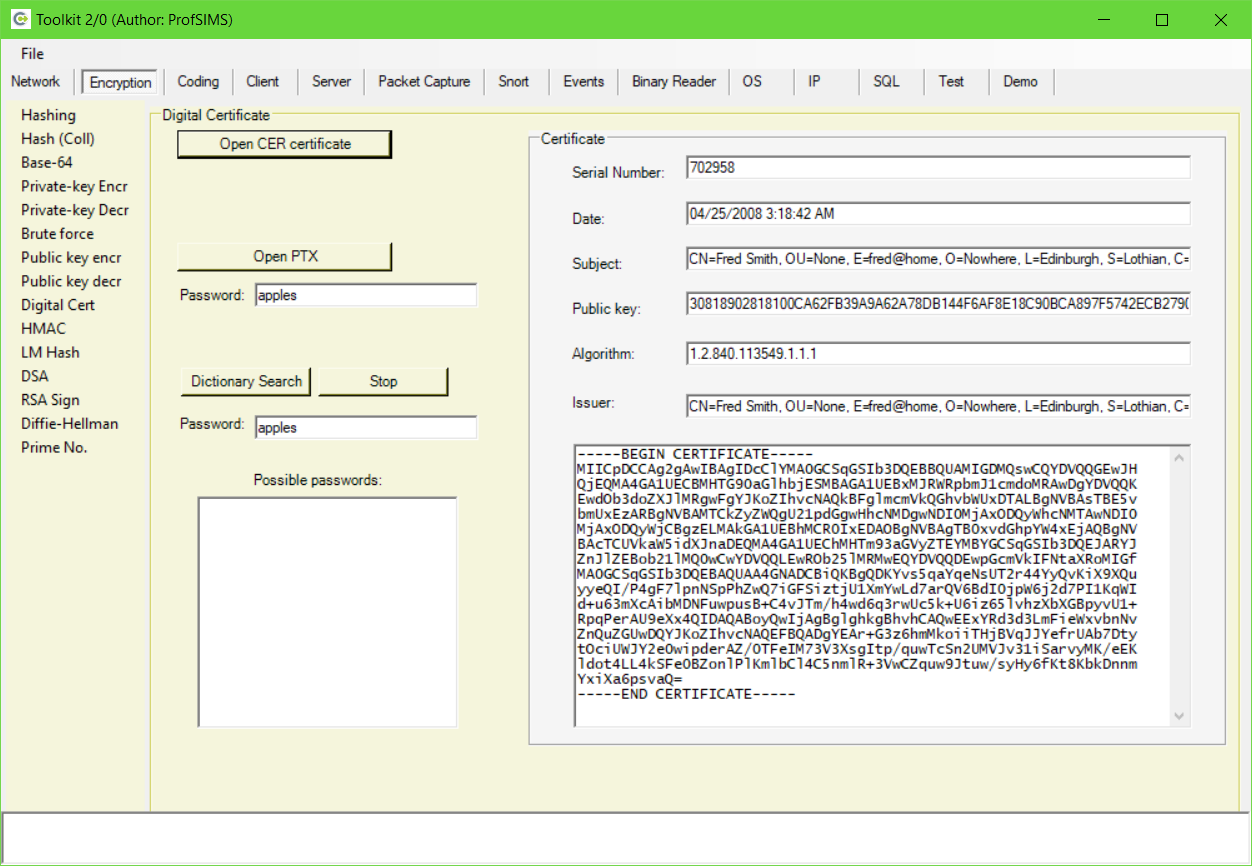 Toolkit 2/0 (Author: ProfSIMS)
File
Network Encryption Coding Client Server Packet Capture Snort Events Binary Reader OS IP SQL Test Demo
Hashing
Hash (Coll)
Base-64
Private-key Encr
Private-key Decr
Brute force
Public key encr
Public key decr
Digital Cert
HMAC
LM Hash
DSA
RSA Sign
Diffie-Hellman
Prime No.
Digital Certificate
Open CER certificate
Open PTX
Password: apples
Dictionary Search Stop
Password: apples
Possible passwords:
Certificate
Serial Number: 702958
Date: 04/25/2008 3:18:42 AM
Subject: CN=Fred Smith, OU=None, E=fred@home, O=Nowhere, L=Edinburgh, S=Lothian, C=
Public key: 30818902818100CA62FB39A9A62A78DB144F6AF8E18C90BCA897F5742ECB2790
Algorithm: 1.2.840.113549.1.1.1
Issuer: CN=Fred Smith, OU=None, E=fred@home, O=Nowhere, L=Edinburgh, S=Lothian, C=
-----BEGIN CERTIFICATE-----
MIICpDCCAg2gAwIBAgIDcClYMA0GCSqGSIb3DQEBBQUAMIGDMQswCQYDVQQGEwJH
QjEQMA4GA1UECBMHTG90aGlhbjESMBAGA1UEBxMJRWRpbmJ1cmdoMRAwDgYDVQQK
EwdOb3doZXJlMRgwFgYJKoZIhvcNAQkBFglmcmVkQGhvbWUxDTALBgNVBAsTBE5v
bmUxEzARBgNVBAMTCkZyZWQgU21pdGgwHhcNMDgwNDI0MjAxODQyWhcNMTAwNDI0
MjAxODQyWjCBgzELMAkGA1UEBhMCR0IxEDAOBgNVBAgTB0xvdGhpYW4xEjAQBgNV
BAcTCUVkaW5idXJnaDEQMA4GA1UEChMHTm93aGVyZTEYMBYGCSqGSIb3DQEJARYJ
ZnJlZEBob21lMQ0wCwYDVQQLEwROb25lMRMwEQYDVQQDEwpGcmVkIFNtaXRoMIGf
MA0GCSqGSIb3DQEBAQUAA4GNADCBiQKBgQDKYvs5qaYqeNsUT2r44YyQvKiX9XQu
yyeQI/P4gF7lpnNSpPhZwQ7iGFSiztjU1XmYwLd7arQV6BdI0jpW6j2d7PI1KqWI
d+u63mXcAibMDNFuwpusB+C4vJTm/h4wd6q3rwUc5k+U6iz65lvhzXbXGBpyvU1+
RpqPerAU9eXx4QIDAQABoyQwIjAgBglghkgBhvhCAQwEExYRd3d3LmFieWxvbnNv
ZnQuZGUwDQYJKoZIhvcNAQEFBQADgYEAr+G3z6hmMkoiiTHjBVqJJYefrUAb7Dty
tOciUWJY2eOwipderAZ/OTFeIM73V3XsgItp/quwTcSn2UMVJv31iSarvyMK/eEK
ldot4LL4kSFe0BZonlPlKmlbCl4C5nmlR+3VwCZquw9Jtuw/syHy6fKt8KbkDnnm
YxiXa6psvaQ=
-----END CERTIFICATE-----